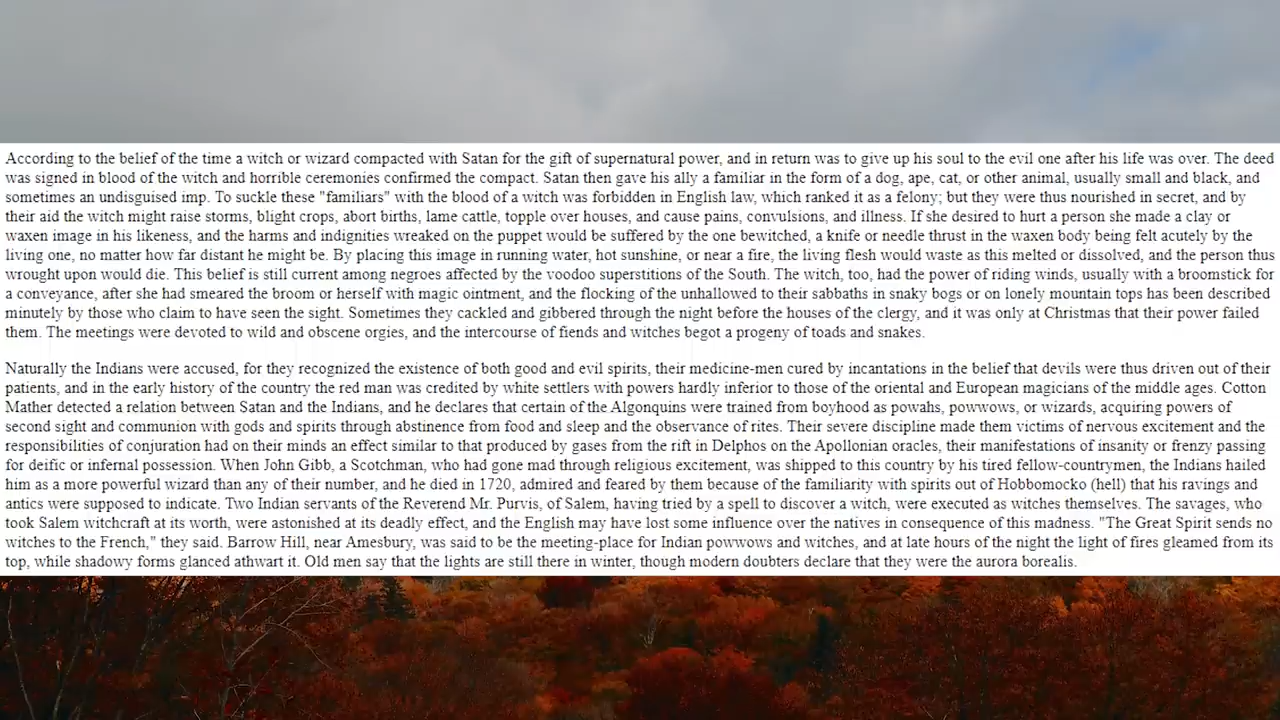 According to the belief of the time a witch or wizard compacted with Satan for the gift of supernatural power, and in return was to give up his soul to the evil one after his life was over. The deed
was signed in blood of the witch and horrible ceremonies confirmed the compact. Satan then gave his ally a familiar in the form of a dog, ape, cat, or other animal, usually small and black, and
sometimes an undisguised imp. To suckle these "familiars" with the blood of a witch was forbidden in English law, which ranked it as a felony; but they were thus nourished in secret, and by
their aid the witch might raise storms, blight crops, abort births, lame cattle, topple over houses, and cause pains, convulsions, and illness. If she desired to hurt a person she made a clay or
waxen image in his likeness, and the harms and indignities wreaked on the puppet would be suffered by the one bewitched, a knife or needle thrust in the waxen body being felt acutely by the
living one, no matter how far distant he might be. By placing this image in running water, hot sunshine, or near a fire, the living flesh would waste as this melted or dissolved, and the person thus
wrought upon would die. This belief is still current among negroes affected by the voodoo superstitions of the South. The witch, too, had the power of riding winds, usually with a broomstick for
a conveyance, after she had smeared the broom or herself with magic ointment, and the flocking of the unhallowed to their sabbaths in snaky bogs or on lonely mountain tops has been described
minutely by those who claim to have seen the sight. Sometimes they cackled and gibbered through the night before the houses of the clergy, and it was only at Christmas that their power failed
them. The meetings were devoted to wild and obscene orgies, and the intercourse of fiends and witches begot a progeny of toads and snakes.
Naturally the Indians were accused, for they recognized the existence of both good and evil spirits, their medicine-men cured by incantations in the belief that devils were thus driven out of their
patients, and in the early history of the country the red man was credited by white settlers with powers hardly inferior to those of the oriental and European magicians of the middle ages. Cotton
Mather detected a relation between Satan and the Indians, and he declares that certain of the Algonquins were trained from boyhood as powahs, powwows, or wizards, acquiring powers of
second sight and communion with gods and spirits through abstinence from food and sleep and the observance of rites. Their severe discipline made them victims of nervous excitement and the
responsibilities of conjuration had on their minds an effect similar to that produced by gases from the rift in Delphos on the Apollonian oracles, their manifestations of insanity or frenzy passing
for deific or infernal possession. When John Gibb, a Scotchman, who had gone mad through religious excitement, was shipped to this country by his tired fellow-countrymen, the Indians hailed
him as a more powerful wizard than any of their number, and he died in 1720, admired and feared by them because of the familiarity with spirits out of Hobbomocko (hell) that his ravings and
antics were supposed to indicate. Two Indian servants of the Reverend Mr. Purvis, of Salem, having tried by a spell to discover a witch, were executed as witches themselves. The savages, who
took Salem witchcraft at its worth, were astonished at its deadly effect, and the English may have lost some influence over the natives in consequence of this madness. "The Great Spirit sends no
witches to the French," they said. Barrow Hill, near Amesbury, was said to be the meeting-place for Indian powwows and witches, and at late hours of the night the light of fires gleamed from its
top, while shadowy forms glanced athwart it. Old men say that the lights are still there in winter, though modern doubters declare that they were the aurora borealis.